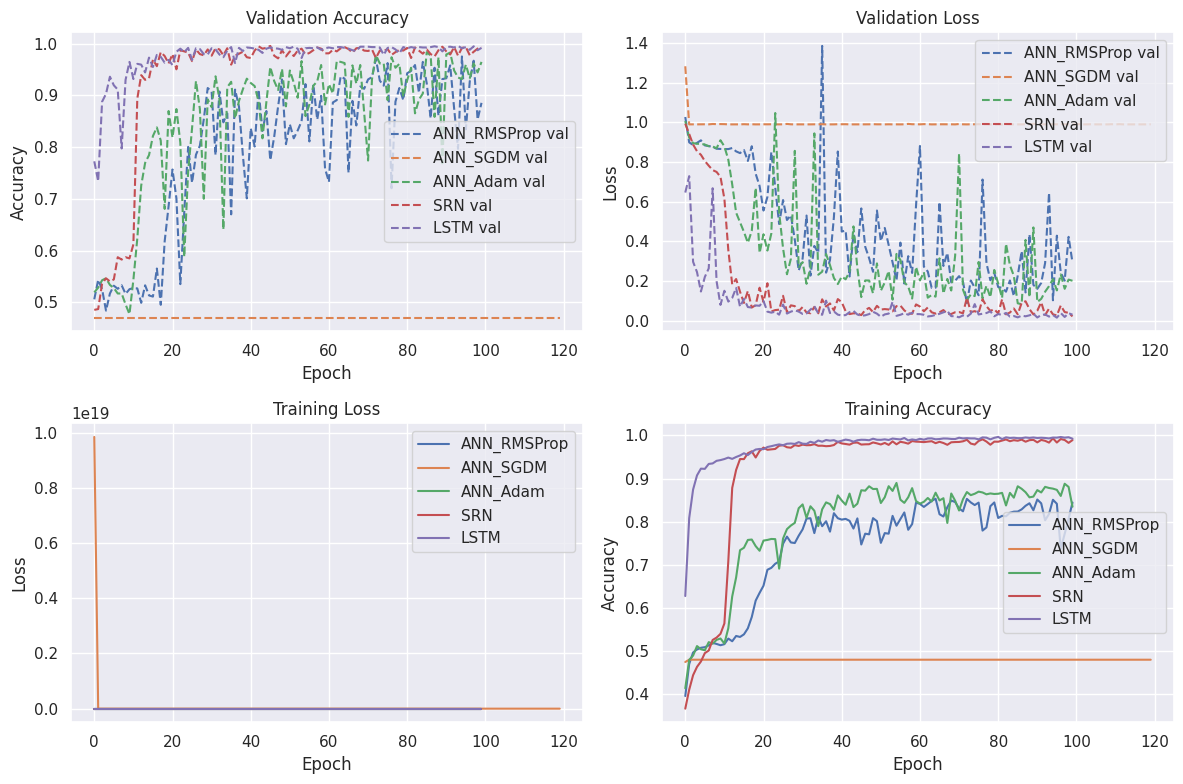 Validation Accuracy
Accuracy
1.0
0.9
0.8
0.7
0.6
0.5
0 20 40 60 80 100 120
Epoch
ANN_RMSProp val
ANN_SGDM val
ANN_Adam val
SRN val
LSTM val
Validation Loss
Loss
1.4
1.2
1.0
0.8
0.6
0.4
0.2
0.0
0 20 40 60 80 100 120
Epoch
ANN_RMSProp val
ANN_SGDM val
ANN_Adam val
SRN val
LSTM val
Training Loss
1e19
Loss
1.0
0.8
0.6
0.4
0.2
0.0
0 20 40 60 80 100 120
Epoch
ANN_RMSProp
ANN_SGDM
ANN_Adam
SRN
LSTM
Training Accuracy
Accuracy
1.0
0.9
0.8
0.7
0.6
0.5
0.4
0 20 40 60 80 100 120
Epoch
ANN_RMSProp
ANN_SGDM
ANN_Adam
SRN
LSTM